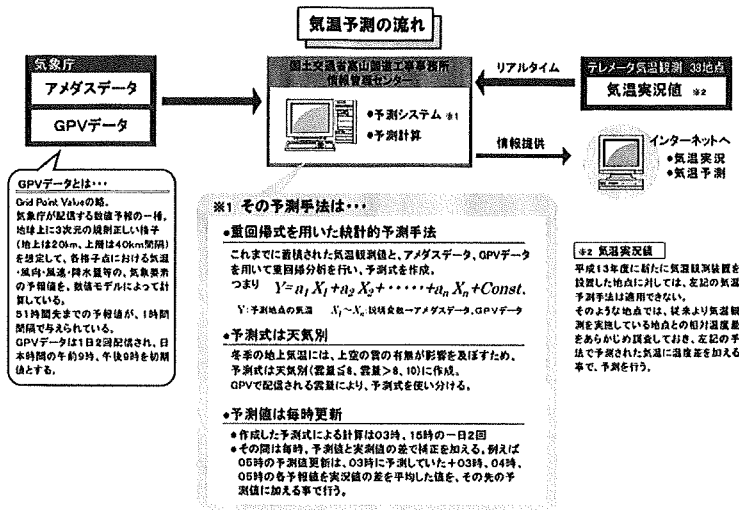 気温予測の流れ
気象庁
アメダスデータ
GPVデータ
国土交通省高山国道工事事務所
情報管理センター
●予測システム ※1
●予測計算
リアルタイム
情報提供
テレメータ気温観測 33地点
気温実況値 ※2
インターネットへ
●気温実況
●気温予測
GPVデータとは・・・
Grid Point Valueの略。
気象庁が配信する数値予報の一種。
地球上に3次元の規則正しい格子
(地上は20km、上層は40km間隔)
を想定して、各格子点における気温
・風向・風速・降水量等の、気象要素
の予報値を、数値モデルによって計
算している。
51時間先までの予報値が、1時間
間隔で与えられている。
GPVデータは1日2回配信され、日
本時間の午前9時、午後9時を初期
値とする。
※1 その予測手法は・・・
●重回帰式を用いた統計的予測手法
これまでに蓄積された気温観測値と、アメダスデータ、GPVデータ
を用いて重回帰分析を行い、予測式を作成。
つまり Y=a₁X₁+a₂X₂+・・・・・・+aₙXₙ+Const.
Y:予測地点の気温 X₁～Xₙ:説明変数→アメダスデータ、GPVデータ
●予測式は天気別
冬季の地上気温には、上空の雲の有無が影響を及ぼすため、
予測式は天気別(雲量≦8、雲量>8、10)に作成。
GPVで配信される雲量により、予測式を使い分ける。
●予測値は毎時更新
●作成した予測式による計算は03時、15時の一日2回
●その間は毎時、予測値と実測値の差で補正を加える。例えば
05時の予測値更新は、03時に予測していた+03時、04時、
05時の各予報値を実況値の差を平均した値を、その先の予
測値に加える事で行う。
※2 気温実況値
平成13年度に新たに気温観測装置を
設置した地点に対しては、左記の気温
予測手法は適用できない。
そのような地点では、従来より気温観
測を実施している地点との相対温度差
をあらかじめ調査しておき、左記の手
法で予測された気温に温度差を加える
事で、予測を行う。